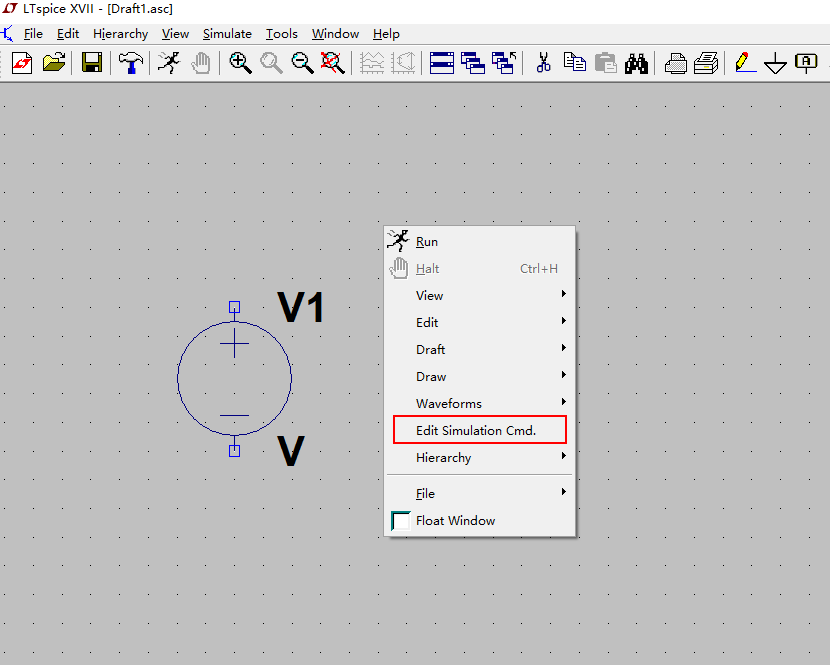 LTspice XVII - [Draft1.asc]
File Edit Hierarchy View Simulate Tools Window Help
A
Run
Halt Ctrl+H
View
Edit
Draft
Draw
Waveforms
Edit Simulation Cmd.
Hierarchy
File
Float Window
V1
V